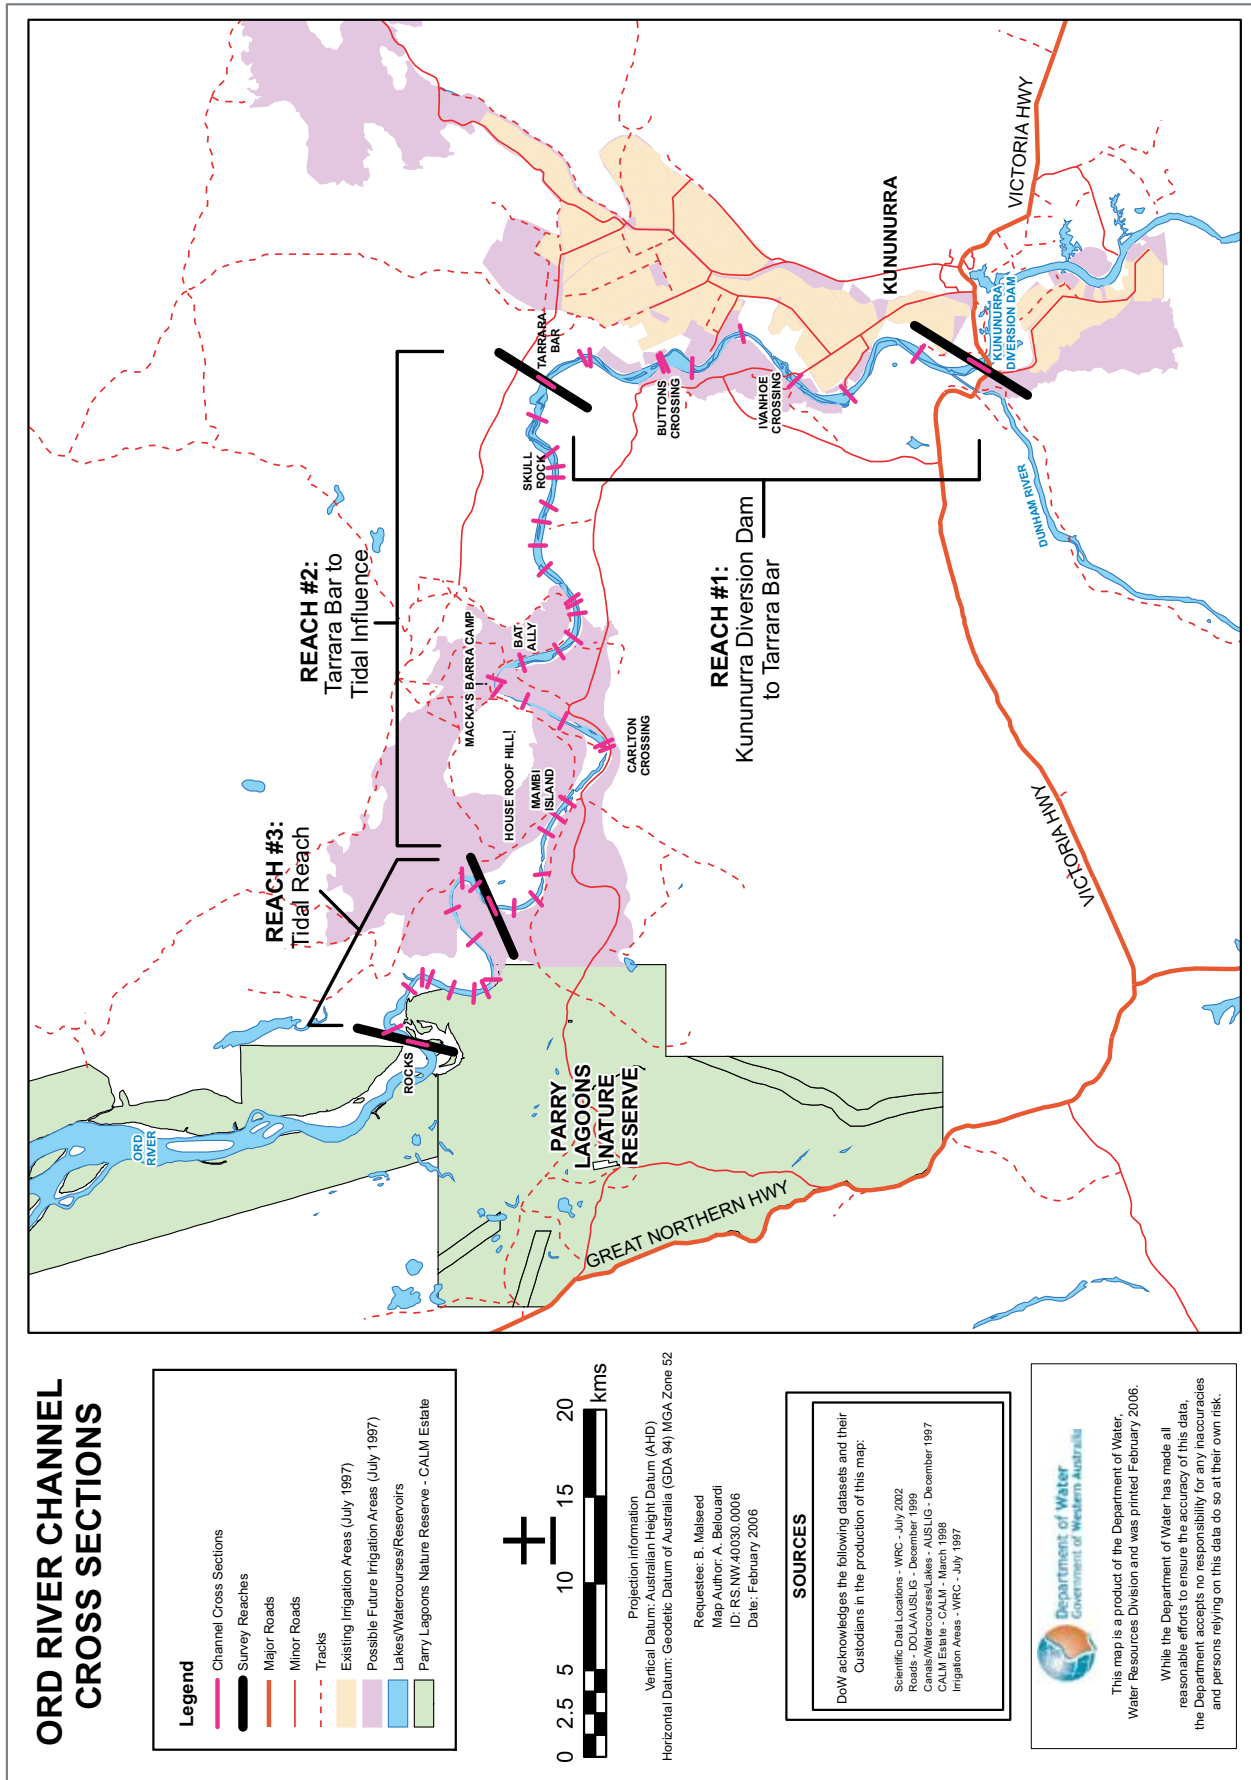 ORD RIVER CHANNEL
CROSS SECTIONS
Legend
Channel Cross Sections
Survey Reaches
Major Roads
Minor Roads
Tracks
Existing Irrigation Areas (July 1997)
Possible Future Irrigation Areas (July 1997)
Lakes/Watercourses/Reservoirs
Parry Lagoons Nature Reserve - CALM Estate
0 2.5 5 10 15 20
kms
Projection information
Vertical Datum: Australian Height Datum (AHD)
Horizontal Datum: Geodetic Datum of Australia (GDA 94) MGA Zone 52
Requestee: B. Malseed
Map Author: A. Belouardi
ID: RS.NW.40030.0006
Date: February 2006
SOURCES
DoW acknowledges the following datasets and their
Custodians in the production of this map:
Scientific Data Locations - WRC - July 2002
Roads - DOLA/AUSLIG - December 1999
Canals/Watercourses/Lakes - AUSLIG - December 1997
CALM Estate - CALM - March 1998
Irrigation Areas - WRC - July 1997
Department of Water
Government of Western Australia
This map is a product of the Department of Water,
Water Resources Division and was printed February 2006.
While the Department of Water has made all
reasonable efforts to ensure the accuracy of this data,
the Department accepts no responsibility for any inaccuracies
and persons relying on this data do so at their own risk.
ORD
RIVER
ROCKS
REACH #3:
Tidal Reach
REACH #2:
Tarrara Bar to
Tidal Influence
MACKA'S BARRA CAMP
!
BAT
ALLY
HOUSE ROOF HILL!
MAMBI
ISLAND
CARLTON
CROSSING
SKULL
ROCK
TARRARA
BAR
BUTTONS
CROSSING
IVANHOE
CROSSING
REACH #1:
Kununurra Diversion Dam
to Tarrara Bar
KUNUNURRA
KUNUNURRA
DIVERSION DAM
VICTORIA HWY
DUNHAM RIVER
VICTORIA HWY
PARRY
LAGOONS
NATURE
RESERVE
GREAT NORTHERN HWY